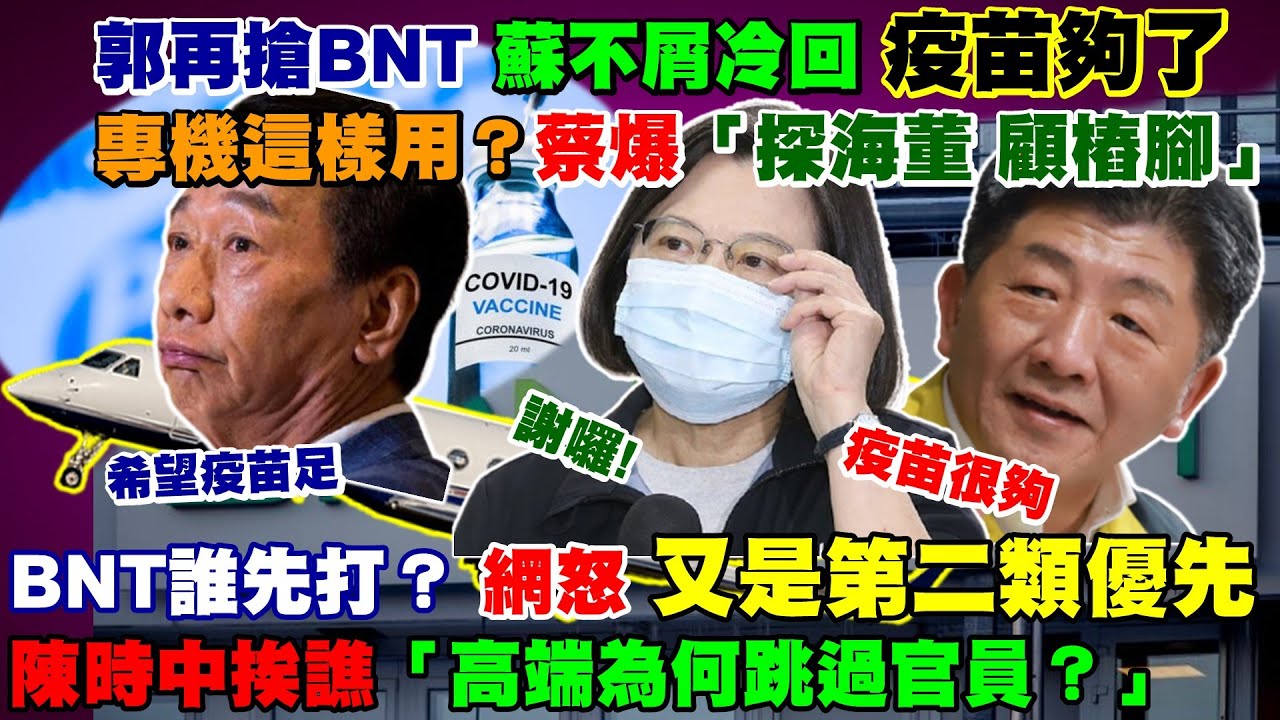 郭再搶BNT 蘇不屑冷回 疫苗夠了
專機這樣用？蔡爆「探海董 顧樁腳」
COVID-19
VACCINE
CORONAVIRUS
20 ml
謝囉！
疫苗很夠
希望疫苗足
BNT誰先打？ 網怒 又是第二類優先
陳時中挨譙「高端為何跳過官員？」